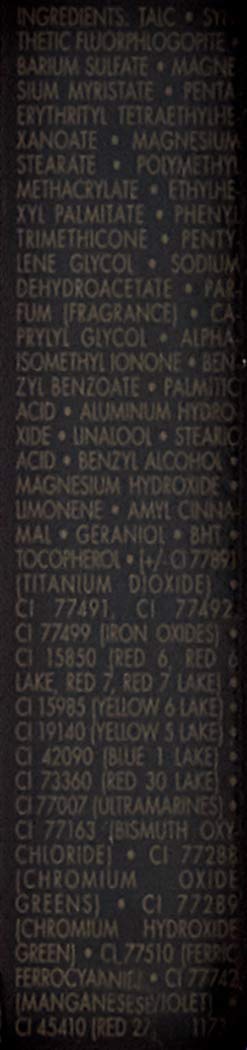 INGREDIENTS: TALC • SYN-
THETIC FLUORPHLOGOPITE •
BARIUM SULFATE • MAGNE-
SIUM MYRISTATE • PENTA-
ERYTHRITYL TETRAETHYLHE-
XANOATE • MAGNESIUM
STEARATE • POLYMETHYL
METHACRYLATE • ETHYLHE-
XYL PALMITATE • PHENYL
TRIMETHICONE • PENTY-
LENE GLYCOL • SODIUM
DEHYDROACETATE • PAR-
FUM (FRAGRANCE) • CA-
PRYLYL GLYCOL • ALPHA-
ISOMETHYL IONONE • BEN-
ZYL BENZOATE • PALMITIC
ACID • ALUMINUM HYDRO-
XIDE • LINALOOL • STEARIC
ACID • BENZYL ALCOHOL •
MAGNESIUM HYDROXIDE •
LIMONENE • AMYL CINNA-
MAL • GERANIOL • BHT •
TOCOPHEROL • (+/- CI 77891
(TITANIUM DIOXIDE) •
CI 77491, CI 77492,
CI 77499 (IRON OXIDES) •
CI 15850 (RED 6, RED 6
LAKE, RED 7, RED 7 LAKE) •
CI 15985 (YELLOW 6 LAKE) •
CI 19140 (YELLOW 5 LAKE) •
CI 42090 (BLUE 1 LAKE) •
CI 73360 (RED 30 LAKE) •
CI 77007 (ULTRAMARINES) •
CI 77163 (BISMUTH OXY-
CHLORIDE) • CI 77288
(CHROMIUM OXIDE
GREENS) • CI 77289
(CHROMIUM HYDROXIDE
GREEN) • CI 77510 (FERRIC
FERROCYANIDE) • CI 77742
(MANGANESE VIOLET) •
CI 45410 (RED 27